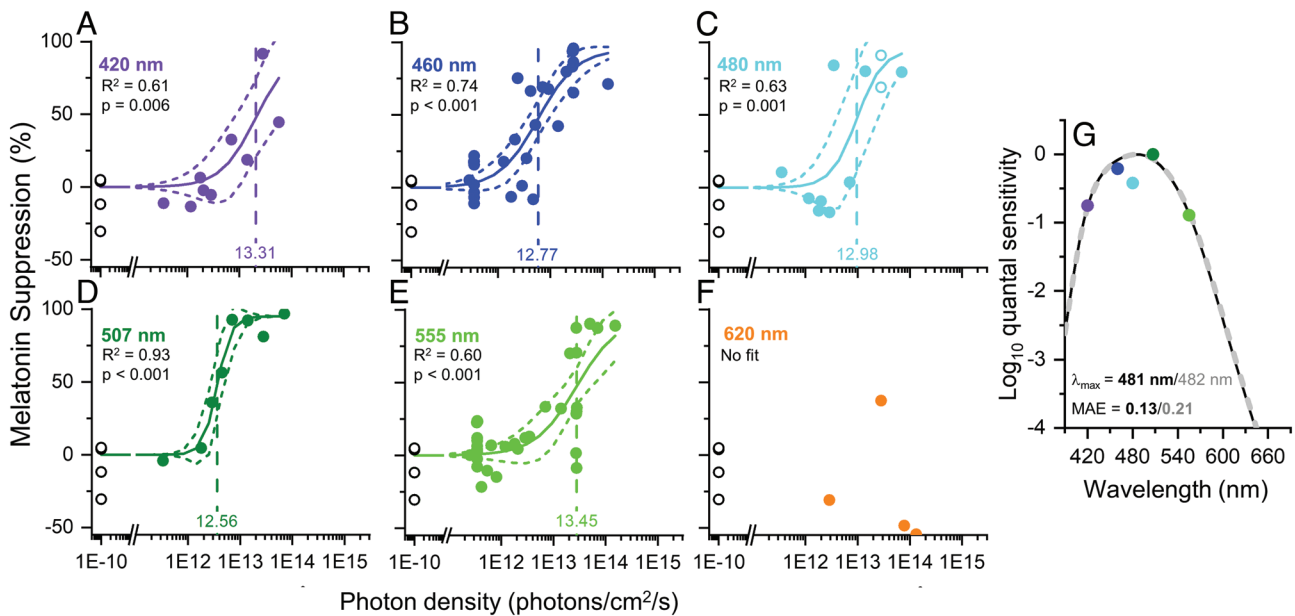 A
420 nm
R² = 0.61
p = 0.006
13.31
B
460 nm
R² = 0.74
p < 0.001
12.77
C
480 nm
R² = 0.63
p = 0.001
12.98
100
50
0
-50
Melatonin Suppression (%)
D
507 nm
R² = 0.93
p < 0.001
12.56
E
555 nm
R² = 0.60
p < 0.001
13.45
F
620 nm
No fit
100
50
0
-50
1E-10 1E12 1E13 1E14 1E15
1E-10 1E12 1E13 1E14 1E15
1E-10 1E12 1E13 1E14 1E15
Photon density (photons/cm²/s)
G
Log₁₀ quantal sensitivity
0
-1
-2
-3
-4
λmax = 481 nm/482 nm
MAE = 0.13/0.21
420 480 540 600 660
Wavelength (nm)